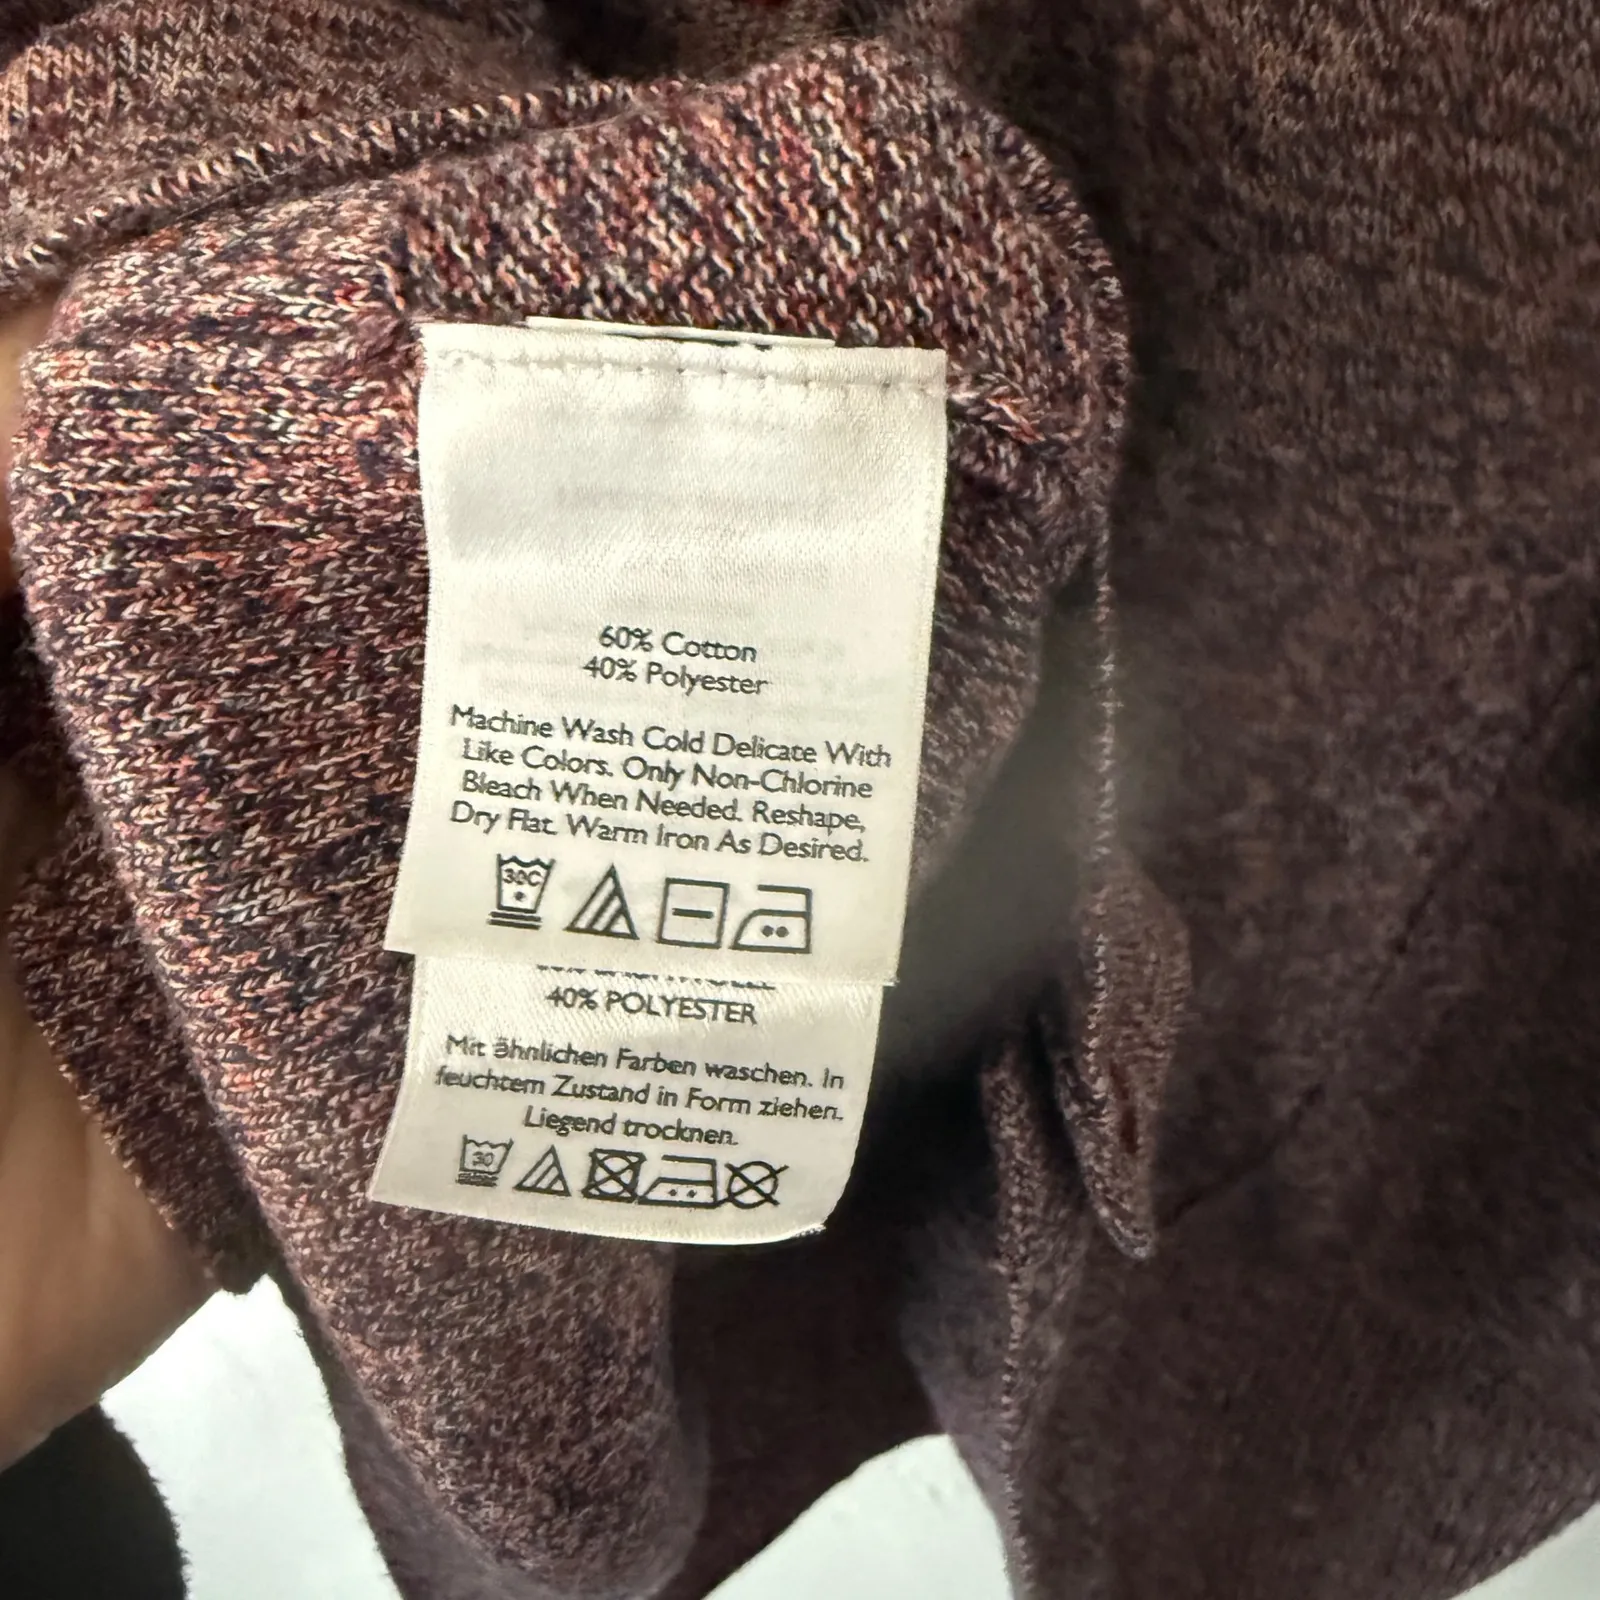 60% Cotton
40% Polyester
Machine Wash Cold Delicate With
Like Colors. Only Non-Chlorine
Bleach When Needed. Reshape,
Dry Flat. Warm Iron As Desired.
30C
40% POLYESTER
Mit ähnlichen Farben waschen. In
feuchtem Zustand in Form ziehen.
Liegend trocknen.
30